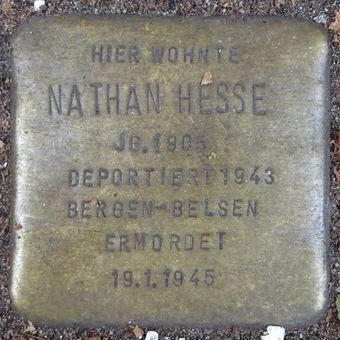 HIER WOHNTE
NATHAN HESSE
JG. 1905
DEPORTIERT 1943
BERGEN-BELSEN
ERMORDET
19.1.1945